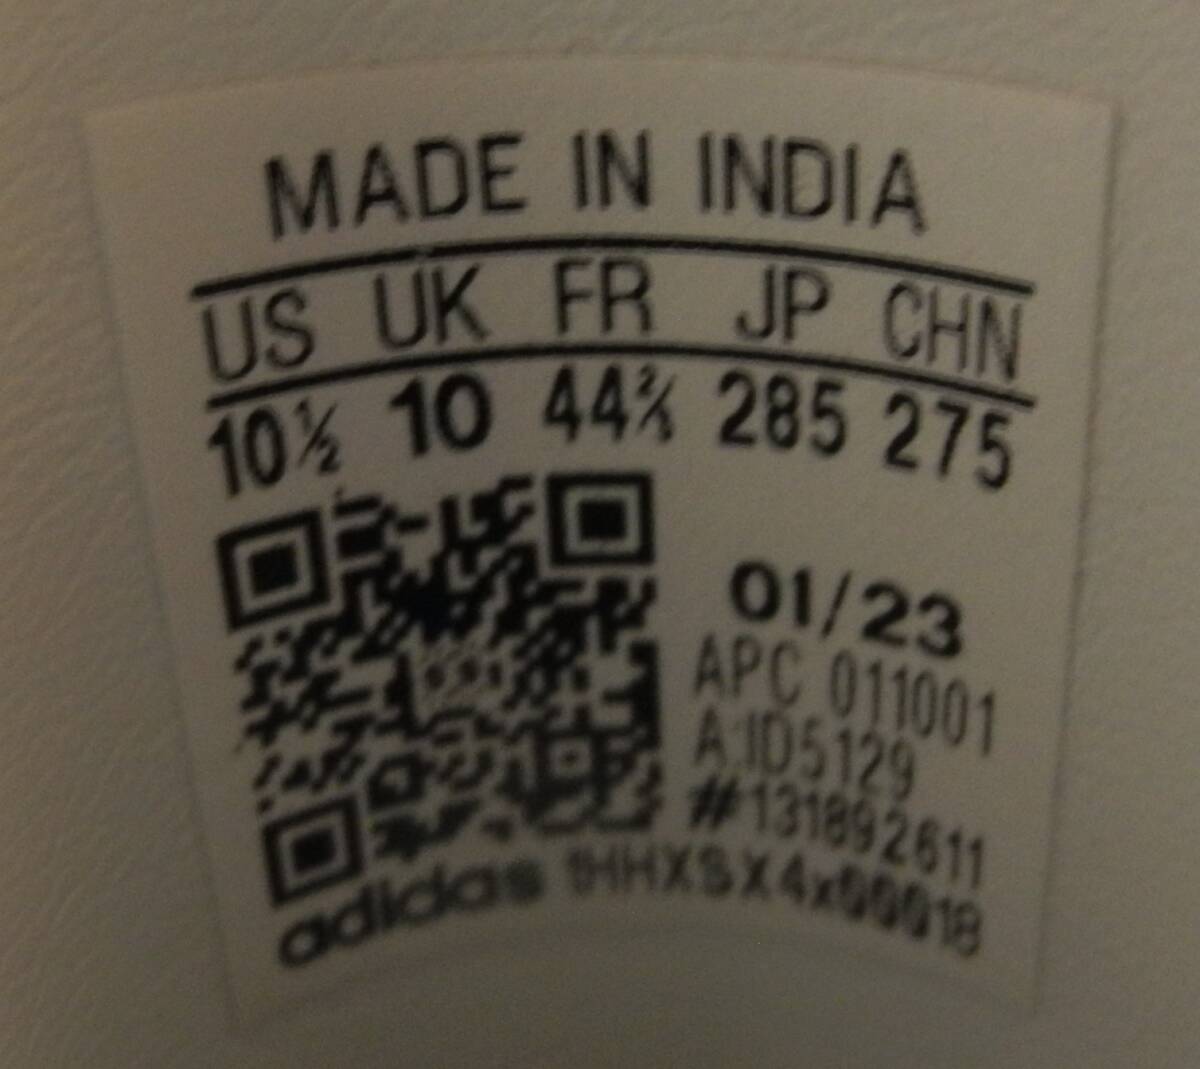 MADE IN INDIA
US UK FR JP CHN
10½ 10 44⅔ 285 275
01/23
APC 011001
A:ID5129
#131892611
adidas